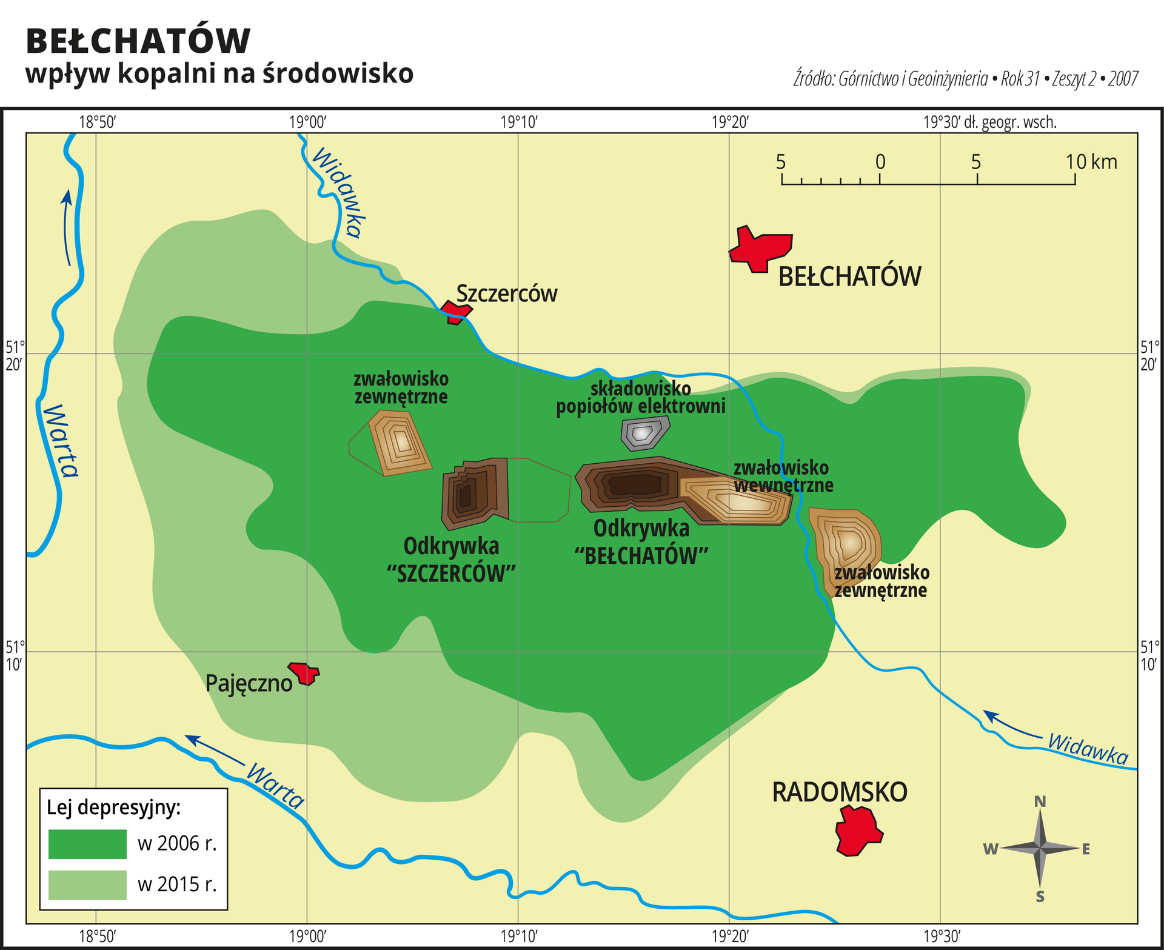 BEŁCHATÓW
wpływ kopalni na środowisko
Źródło: Górnictwo i Geoinżynieria • Rok 31 • Zeszyt 2 • 2007
18°50'
19°00'
19°10'
19°20'
19°30' dł. geogr. wsch.
5 0 5 10 km
Widawka
BEŁCHATÓW
Szczerców
51°
20'
51°
20'
zwałowisko
zewnętrzne
składowisko
popiołów elektrowni
Warta
zwałowisko
wewnętrzne
Odkrywka
“SZCZERCÓW”
Odkrywka
“BEŁCHATÓW”
zwałowisko
zewnętrzne
51°
10'
51°
10'
Pajęczno
Widawka
Warta
RADOMSKO
Lej depresyjny:
w 2006 r.
w 2015 r.
N
W E
S
18°50'
19°00'
19°10'
19°20'
19°30'